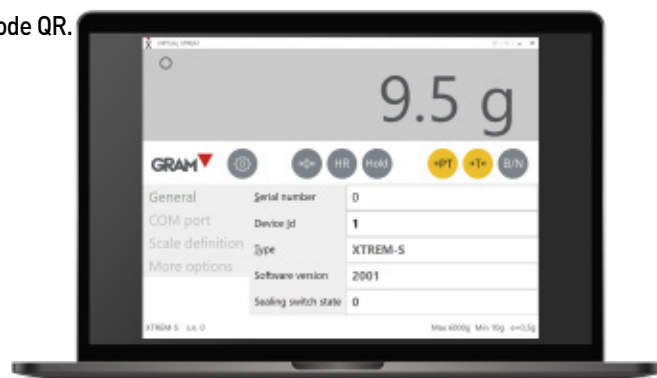 ode QR.
VIRTUAL XTREM
9.5 g
GRAM HR Hold →PT →T← B/N
General
COM port
Scale definition
More options
Serial number 0
Device Id 1
Type XTREM-S
Software version 2001
Sealing switch state 0
XTREM-S s.n. 0 Max 6000g Min 10g e=0,5g